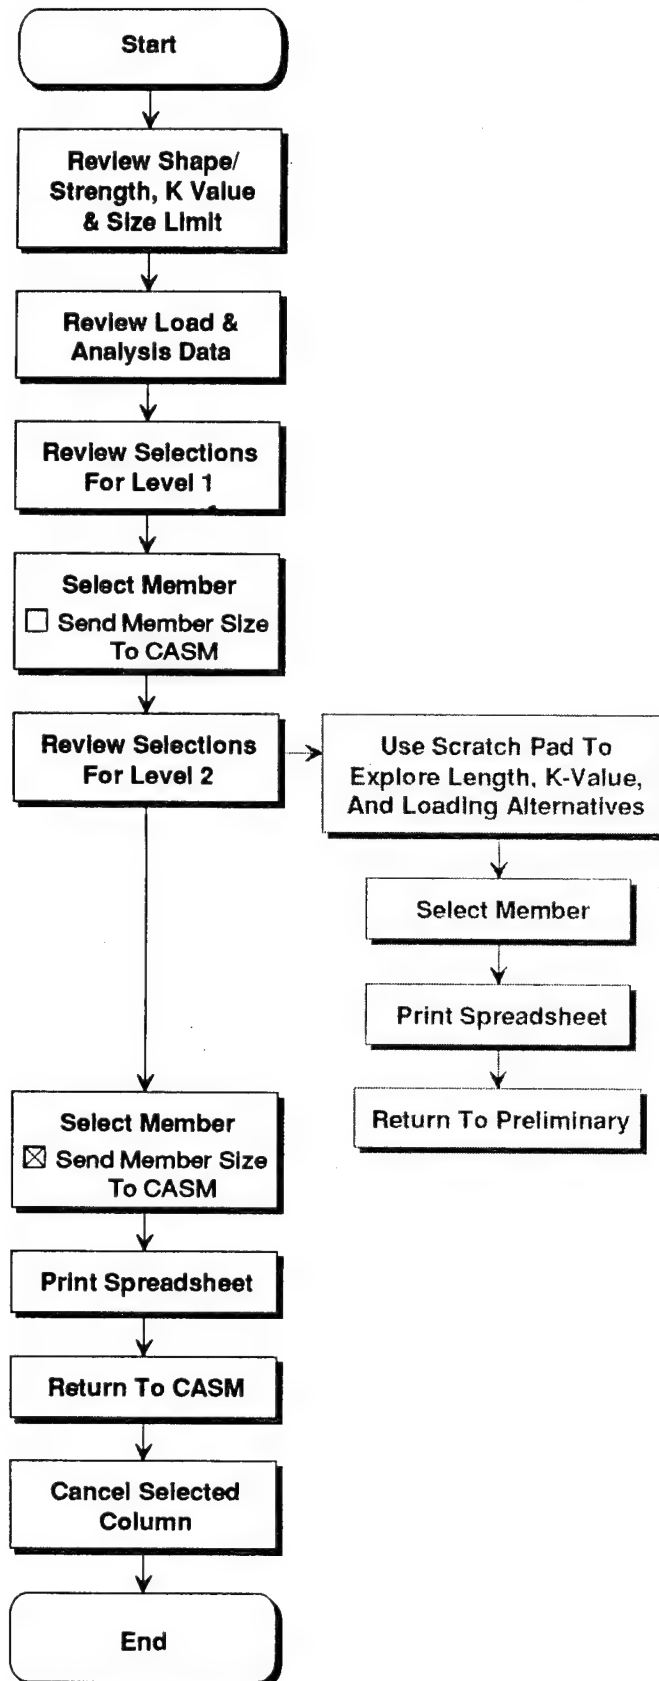 Start
Review Shape/
Strength, K Value
& Size Limit
Review Load &
Analysis Data
Review Selections
For Level 1
Select Member
Send Member Size
To CASM
Review Selections
For Level 2
Use Scratch Pad To
Explore Length, K-Value,
And Loading Alternatives
Select Member
Print Spreadsheet
Return To Preliminary
Select Member
Send Member Size
To CASM
Print Spreadsheet
Return To CASM
Cancel Selected
Column
End